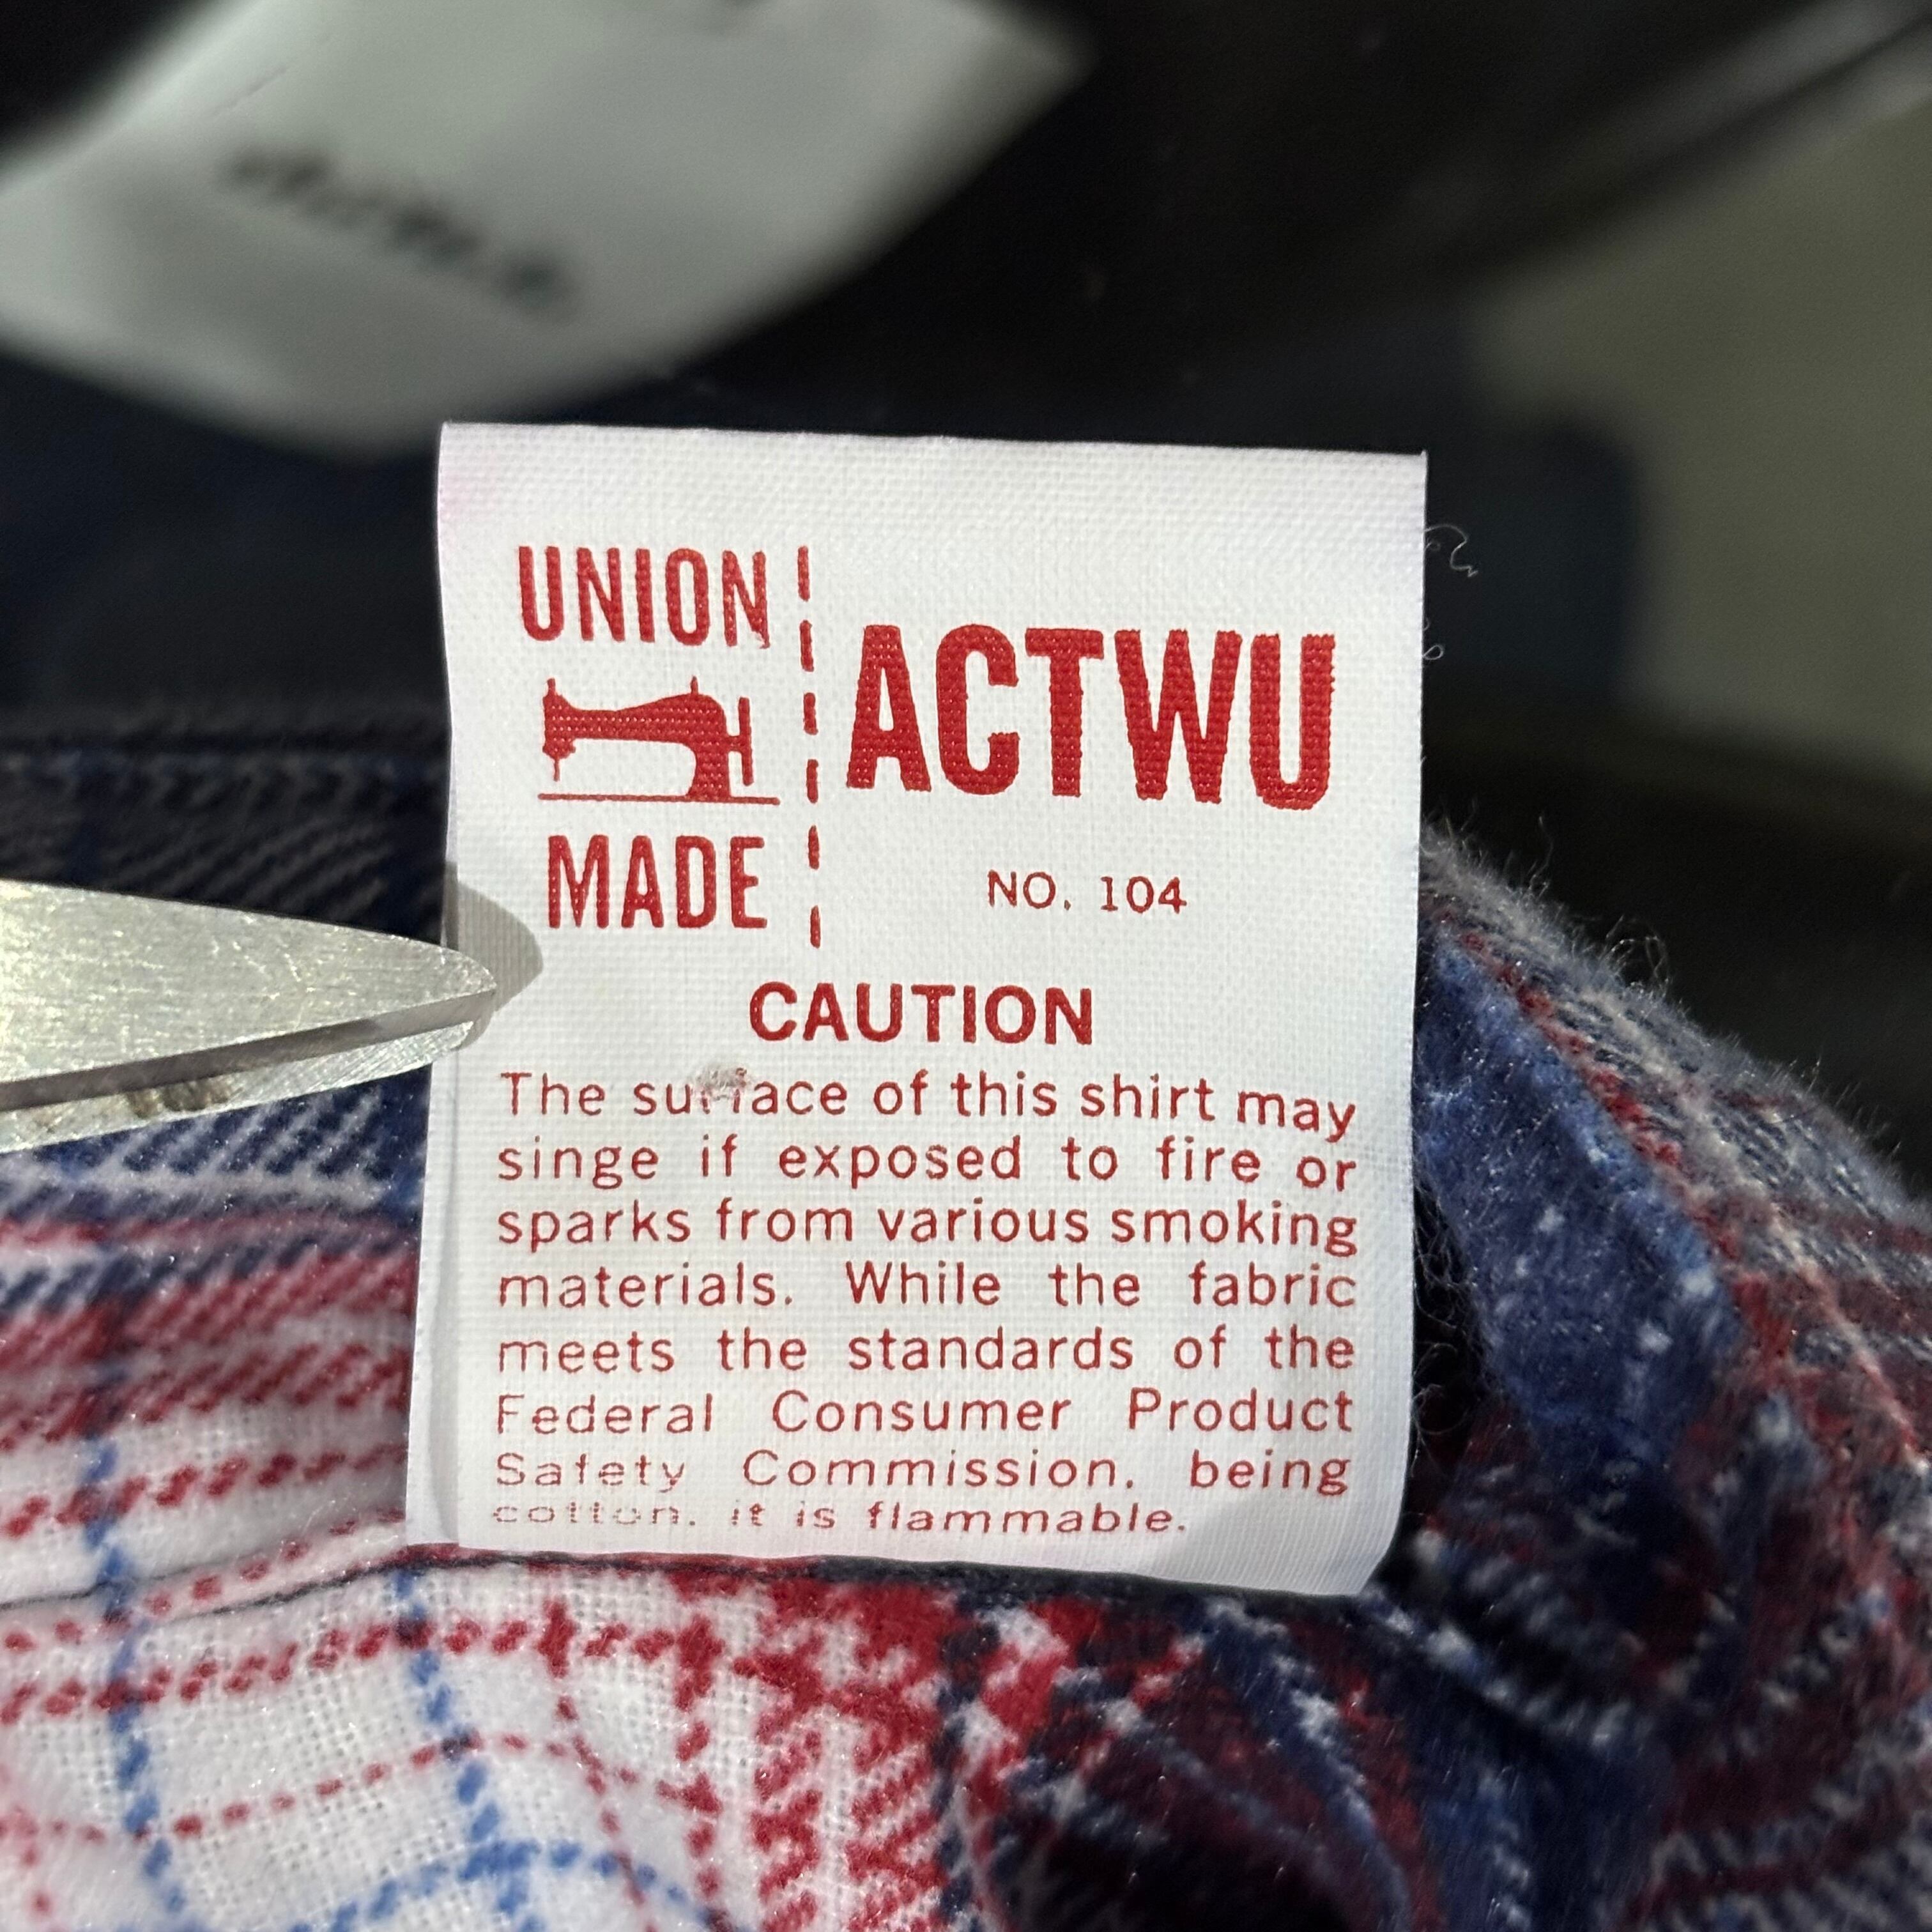 UNION
MADE
ACTWU
NO. 104
CAUTION
The surface of this shirt may
singe if exposed to fire or
sparks from various smoking
materials. While the fabric
meets the standards of the
Federal Consumer Product
Safety Commission, being
cotton, it is flammable.